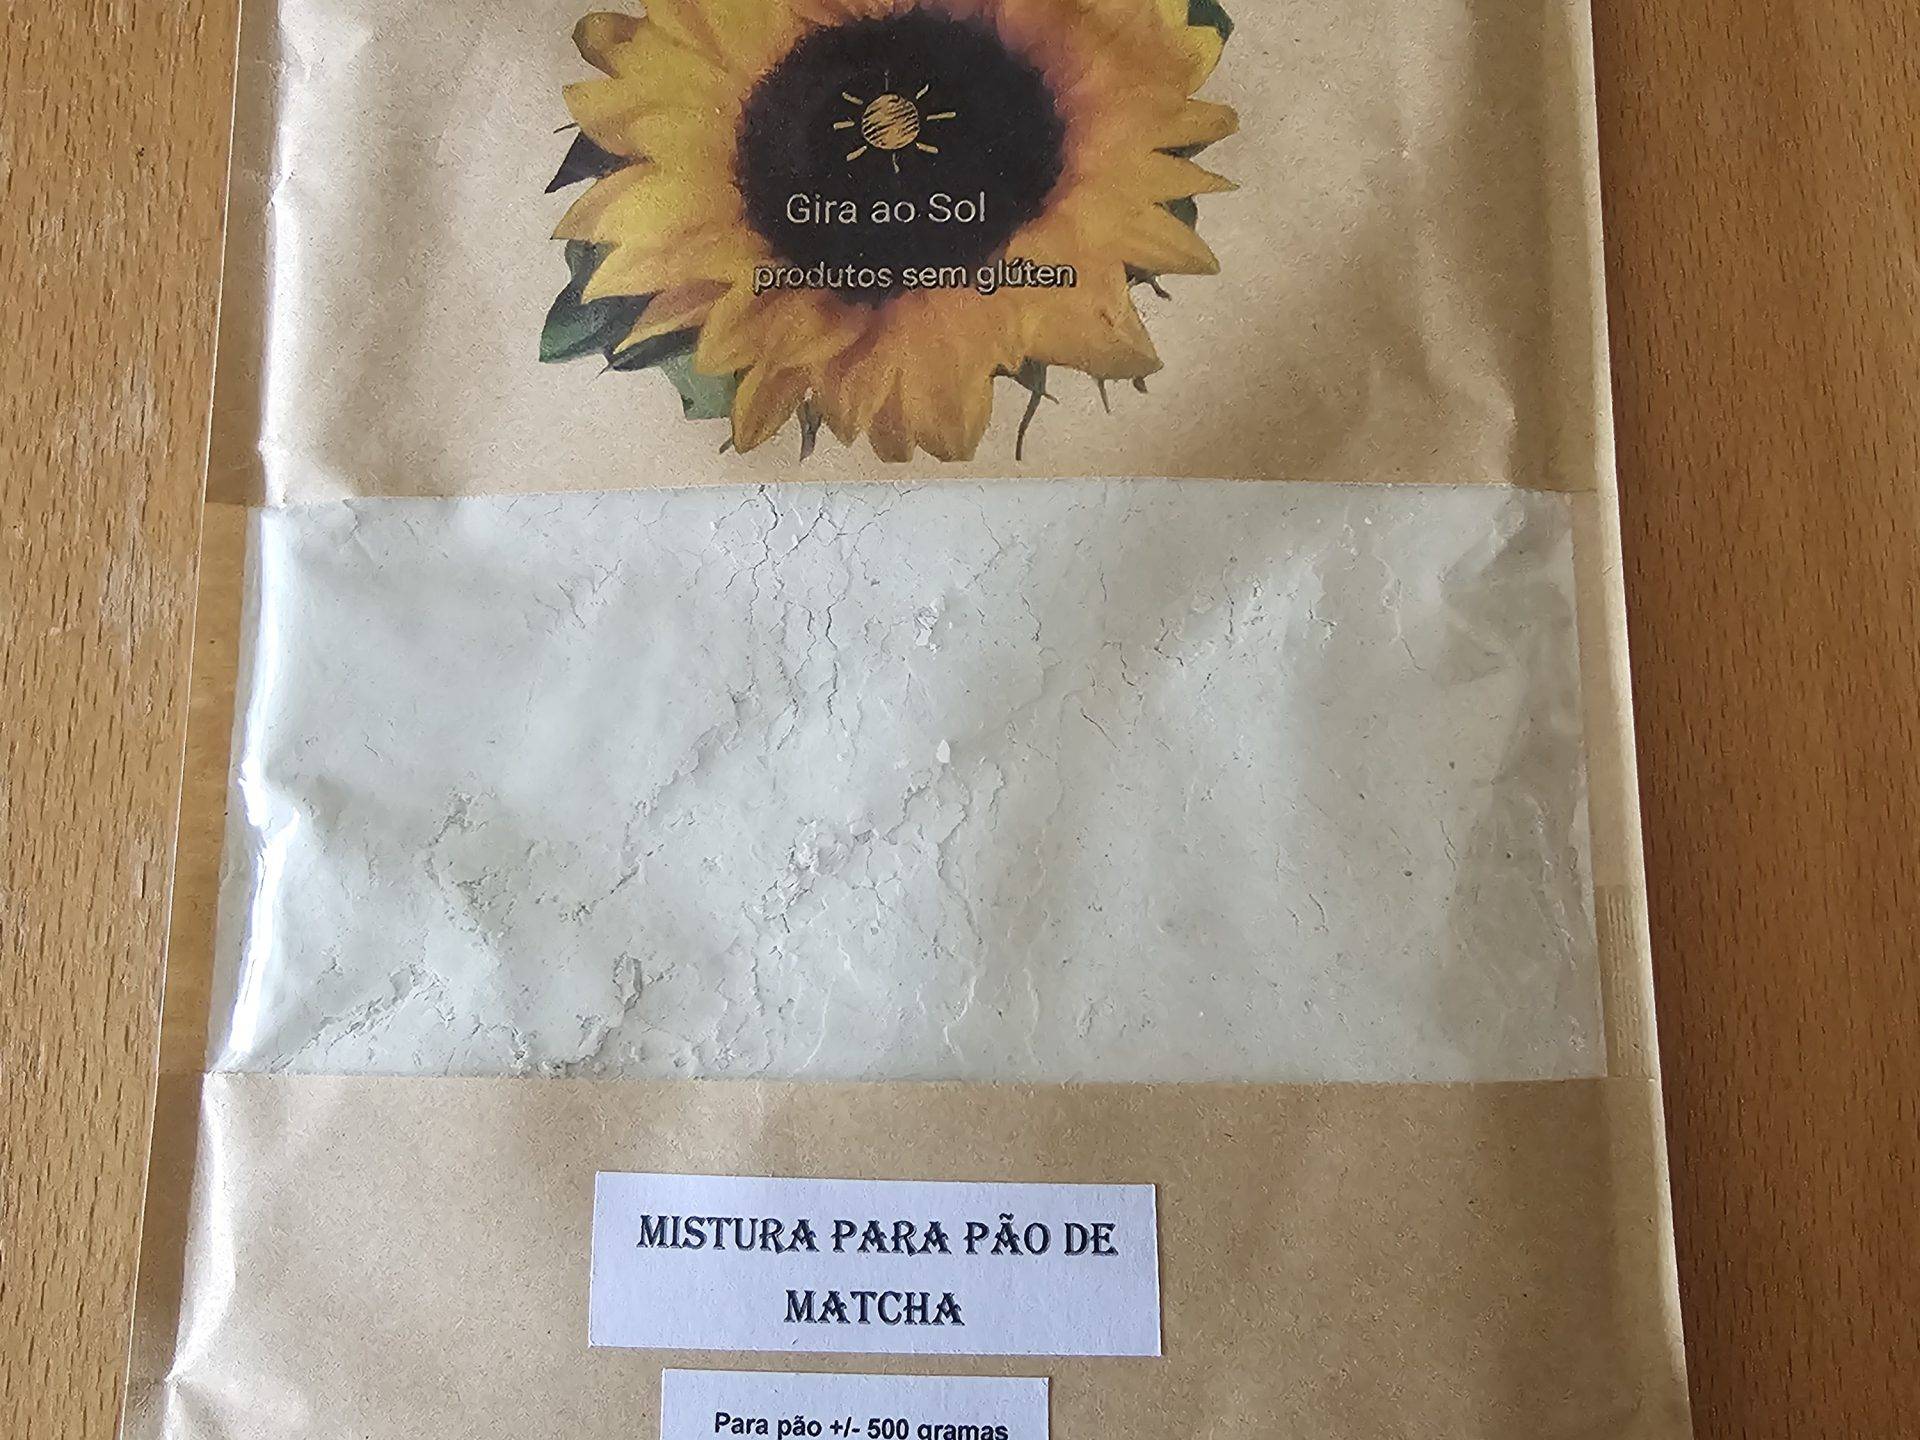 Gira ao Sol
produtos sem glúten
MISTURA PARA PÃO DE
MATCHA
Para pão +/- 500 gramas